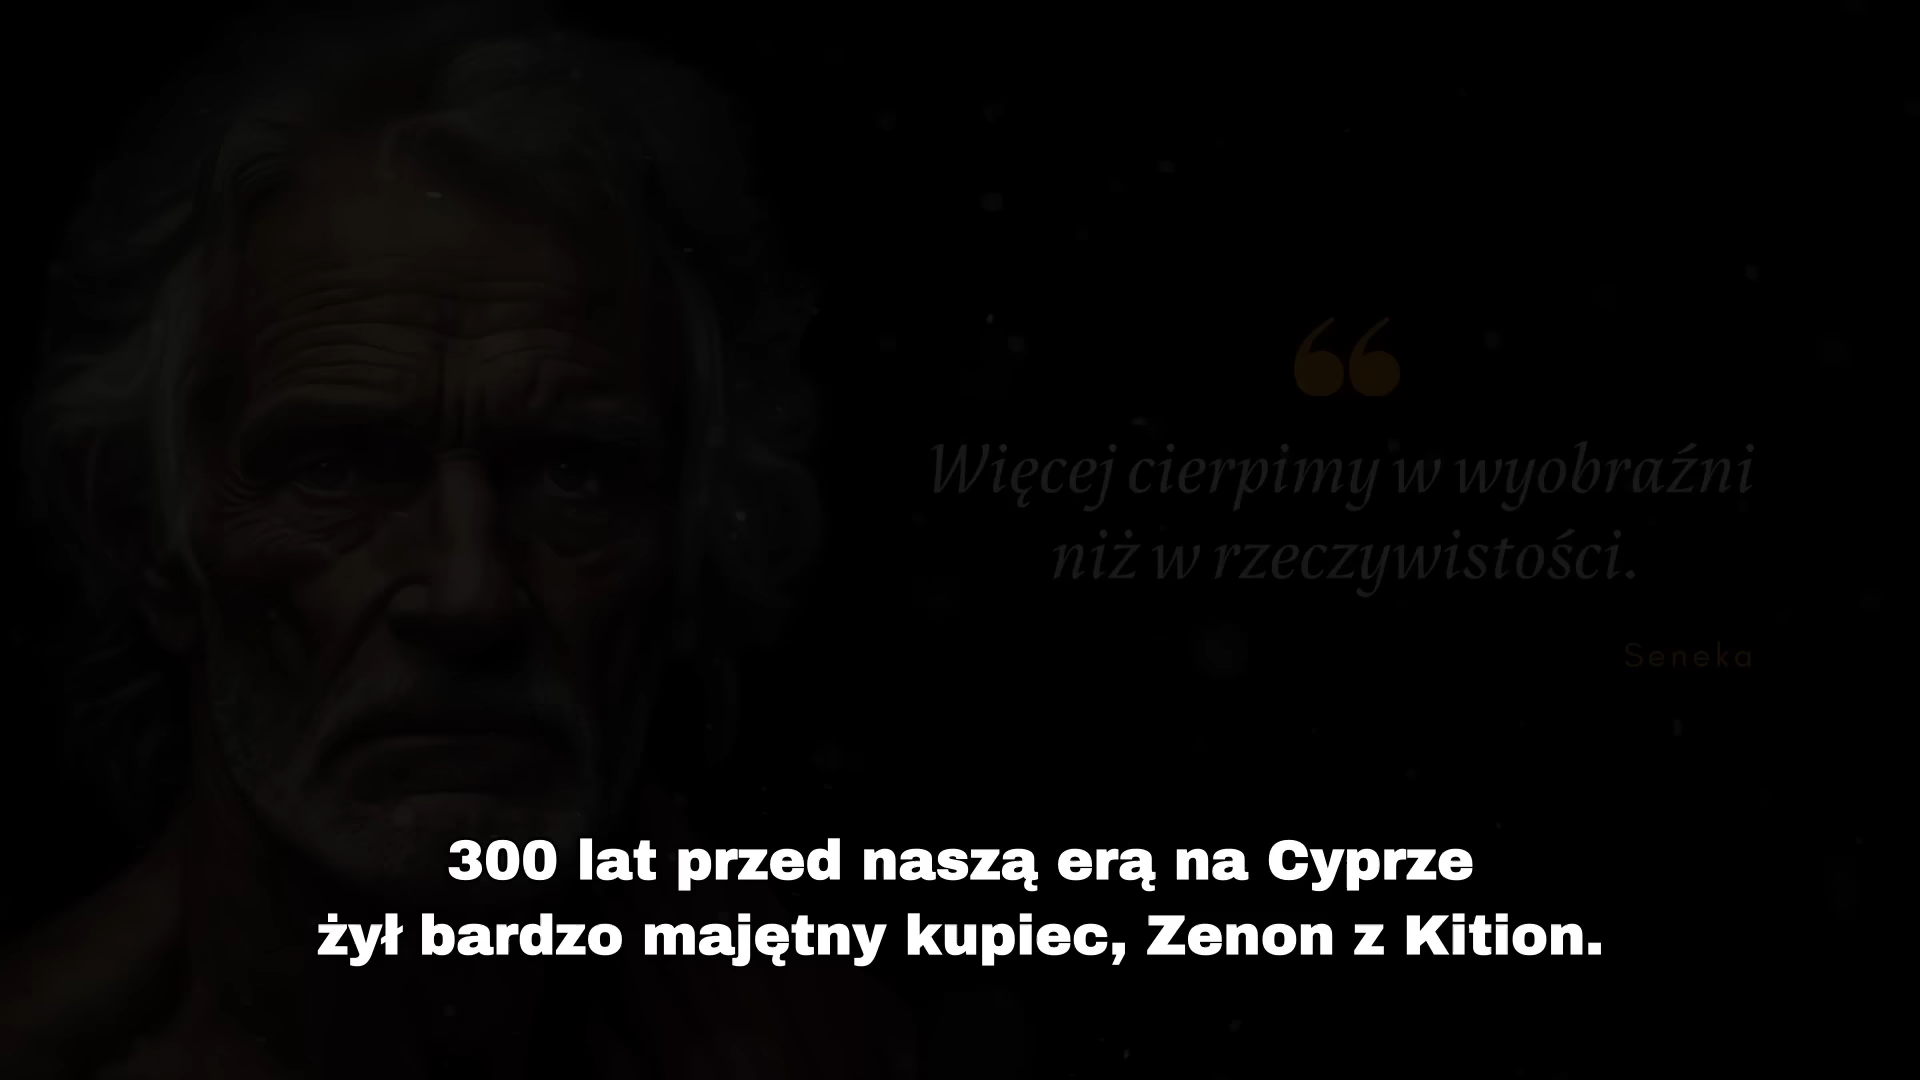 ❝
Więcej cierpimy w wyobraźni
niż w rzeczywistości.
Seneka
300 lat przed naszą erą na Cyprze
żył bardzo majętny kupiec, Zenon z Kition.